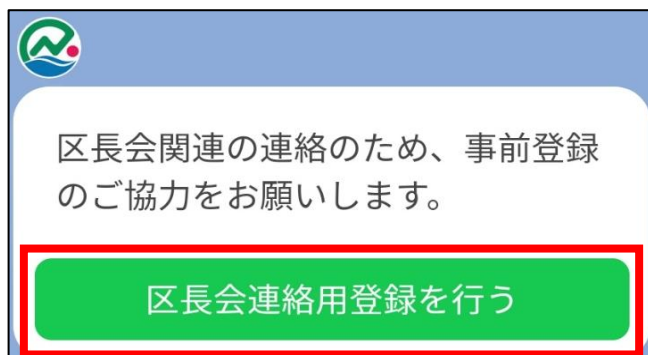 区長会関連の連絡のため、事前登録
のご協力をお願いします。
区長会連絡用登録を行う